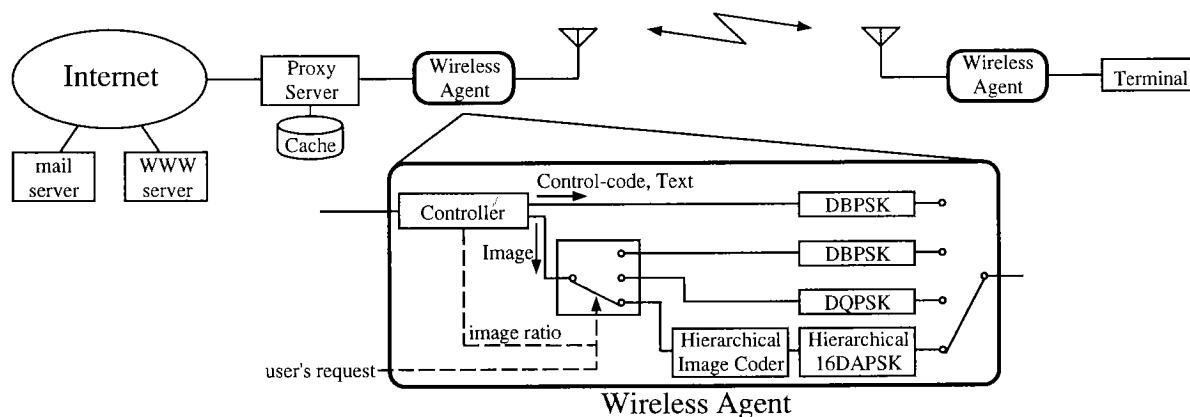 Internet
Proxy
Server
Cache
mail
server
WWW
server
Wireless
Agent
Wireless
Agent
Terminal
Control-code, Text
Controller
Image
image ratio
user's request
DBPSK
DBPSK
DQPSK
Hierarchical
Image Coder
Hierarchical
16DAPSK
Wireless Agent